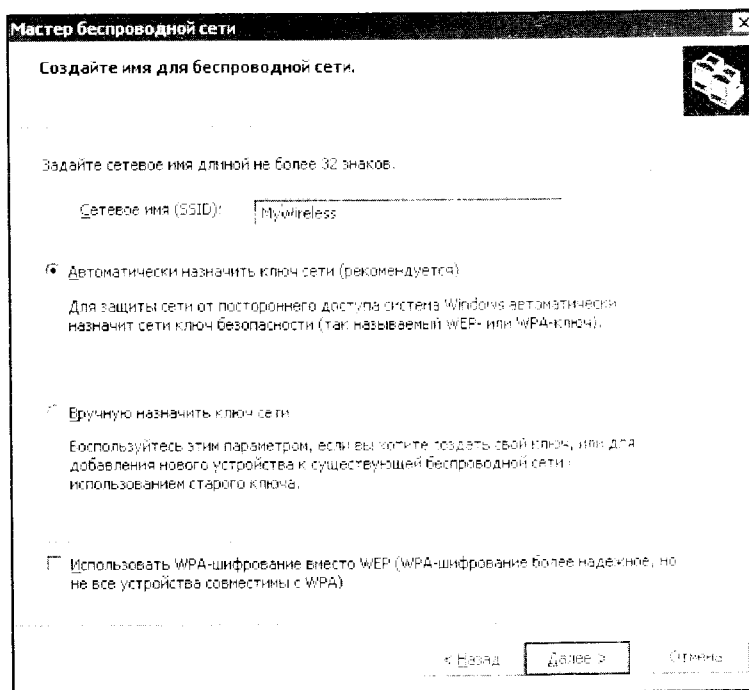 Мастер беспроводной сети
Создайте имя для беспроводной сети.
Задайте сетевое имя длиной не более 32 знаков.
Сетевое имя (SSID):
MyWireless
Автоматически назначить ключ сети (рекомендуется)
Для защиты сети от постороннего доступа система Windows автоматически
назначит сети ключ безопасности (так называемый WEP- или WPA-ключ).
Вручную назначить ключ сети
Воспользуйтесь этим параметром, если вы хотите создать свой ключ, или для
добавления нового устройства к существующей беспроводной сети с
использованием старого ключа.
Использовать WPA-шифрование вместо WEP (WPA-шифрование более надежное, но
не все устройства совместимы с WPA)
< Назад
Далее >
Отмена